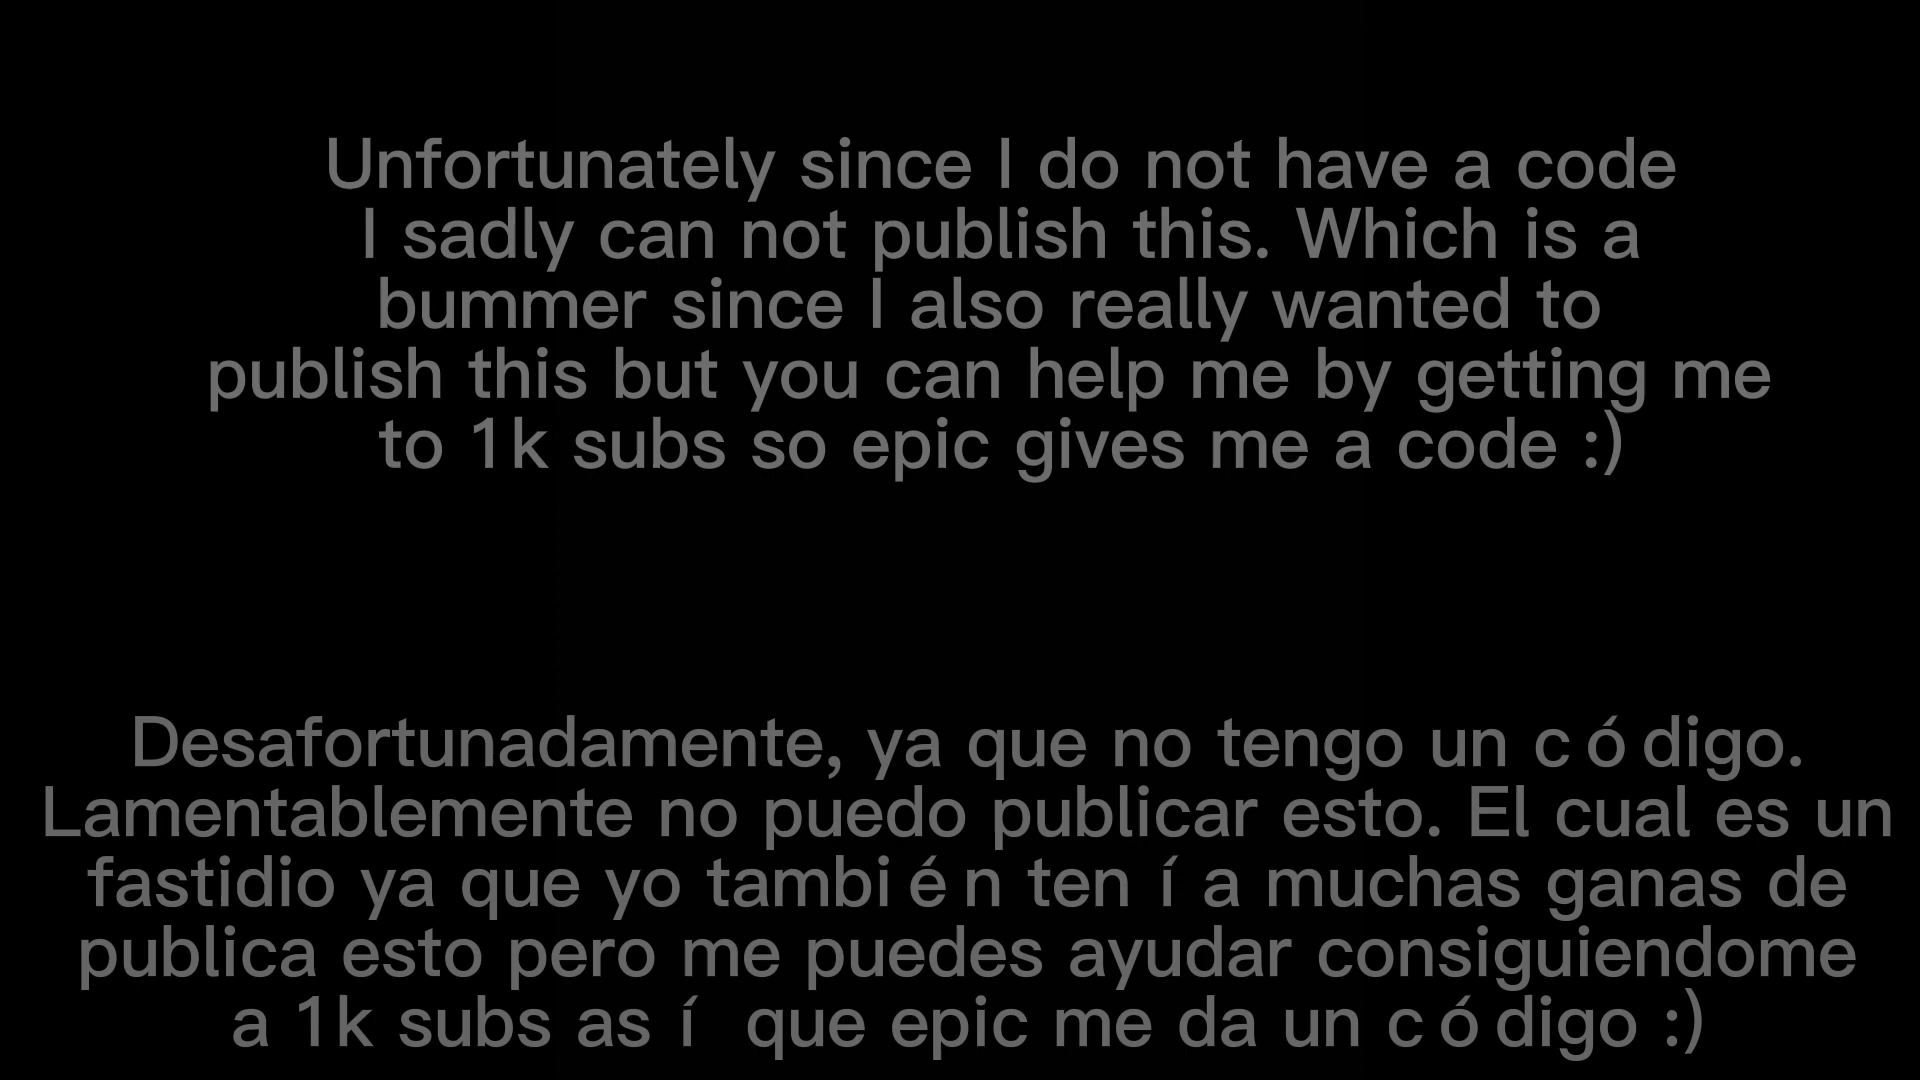 Unfortunately since I do not have a code
I sadly can not publish this. Which is a
bummer since I also really wanted to
publish this but you can help me by getting me
to 1k subs so epic gives me a code :)
Desafortunadamente, ya que no tengo un código.
Lamentablemente no puedo publicar esto. El cual es un
fastidio ya que yo también tenía muchas ganas de
publica esto pero me puedes ayudar consiguiendome
a 1k subs así que epic me da un código :)